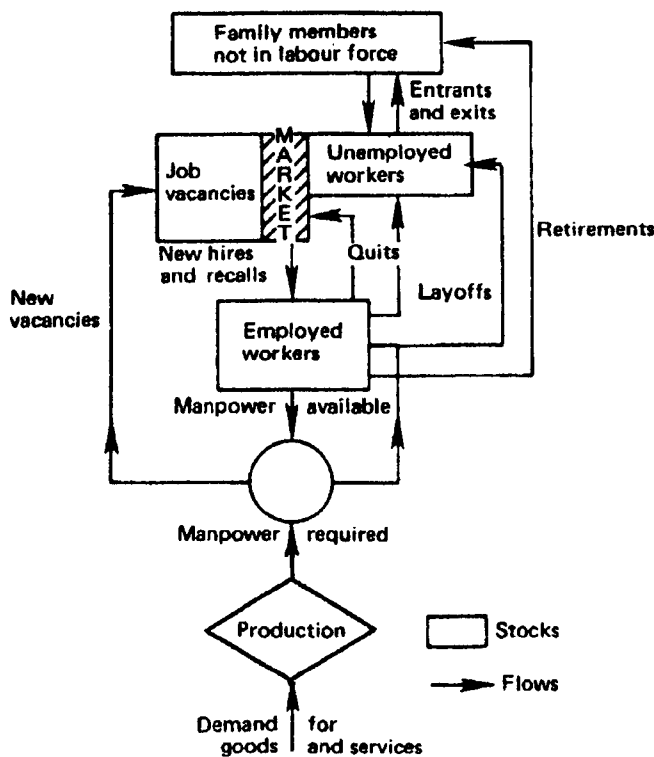 Family members
not in labour force
Entrants
and exits
MARKET
Job
vacancies
Unemployed
workers
Retirements
New hires
and recalls
Quits
Layoffs
New
vacancies
Employed
workers
Manpower available
Manpower required
Production
Stocks
Flows
Demand for
goods and services